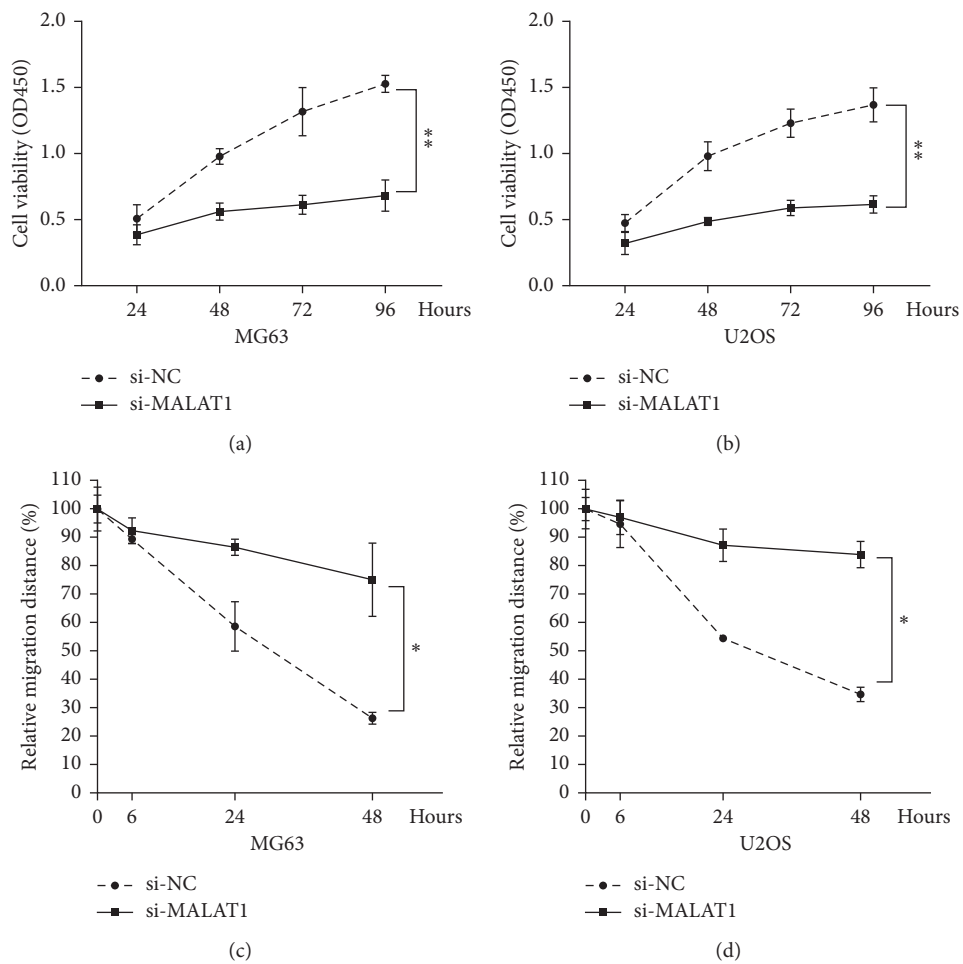 Cell viability (OD450)
2.0
1.5
1.0
0.5
0.0
**
24 48 72 96 Hours
MG63
si-NC
si-MALAT1
(a)
Cell viability (OD450)
2.0
1.5
1.0
0.5
0.0
**
24 48 72 96 Hours
U2OS
si-NC
si-MALAT1
(b)
Relative migration distance (%)
110
100
90
80
70
60
50
40
30
20
10
0
*
0 6 24 48 Hours
MG63
si-NC
si-MALAT1
(c)
Relative migration distance (%)
110
100
90
80
70
60
50
40
30
20
10
0
*
0 6 24 48 Hours
U2OS
si-NC
si-MALAT1
(d)